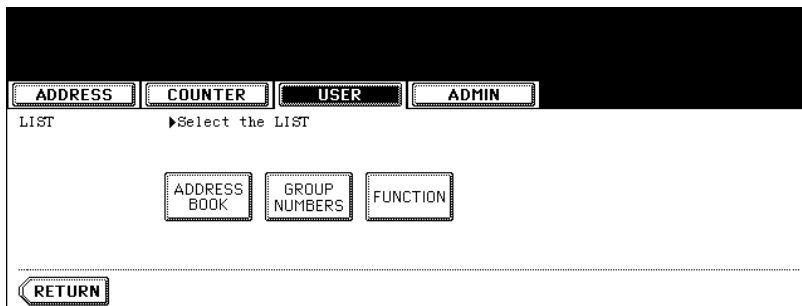 ADDRESS COUNTER USER ADMIN
LIST ▶Select the LIST
ADDRESS BOOK
GROUP NUMBERS
FUNCTION
RETURN